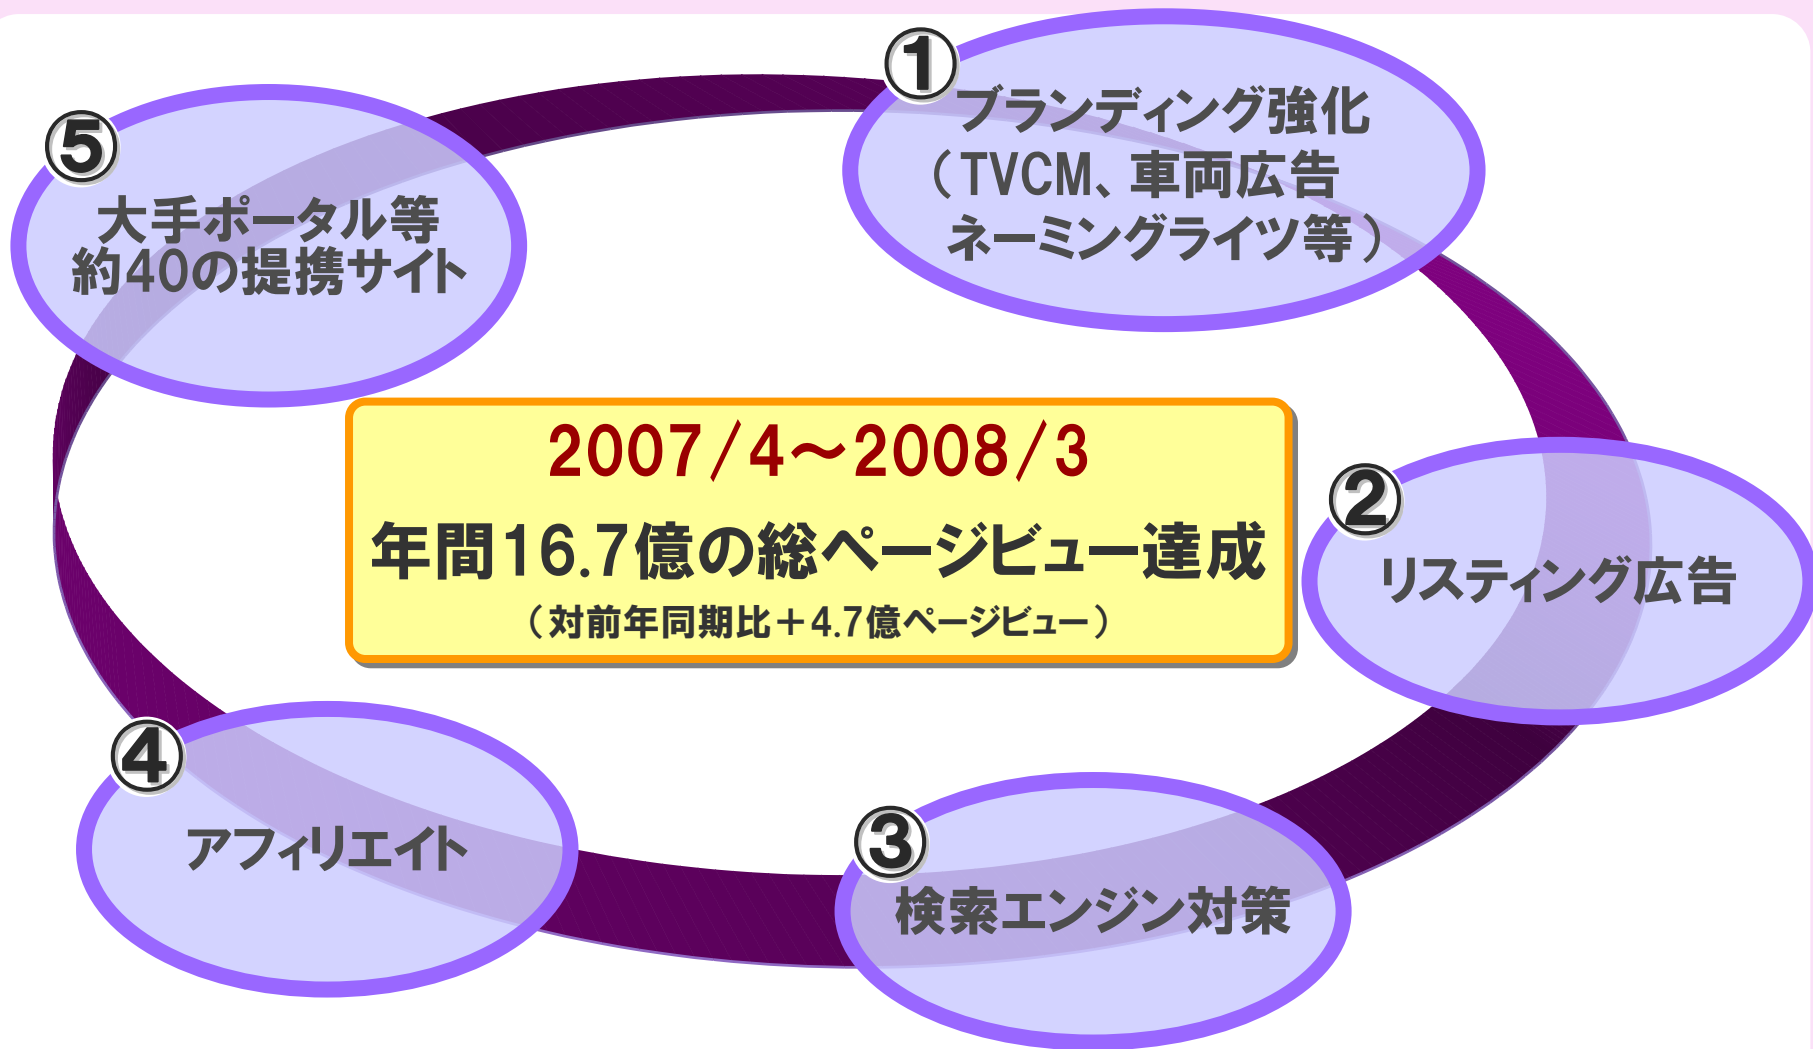 ①
ブランディング強化
（TVCM、車両広告
ネーミングライツ等）
②
リスティング広告
③
検索エンジン対策
④
アフィリエイト
⑤
大手ポータル等
約40の提携サイト
2007/4～2008/3
年間16.7億の総ページビュー達成
（対前年同期比＋4.7億ページビュー）